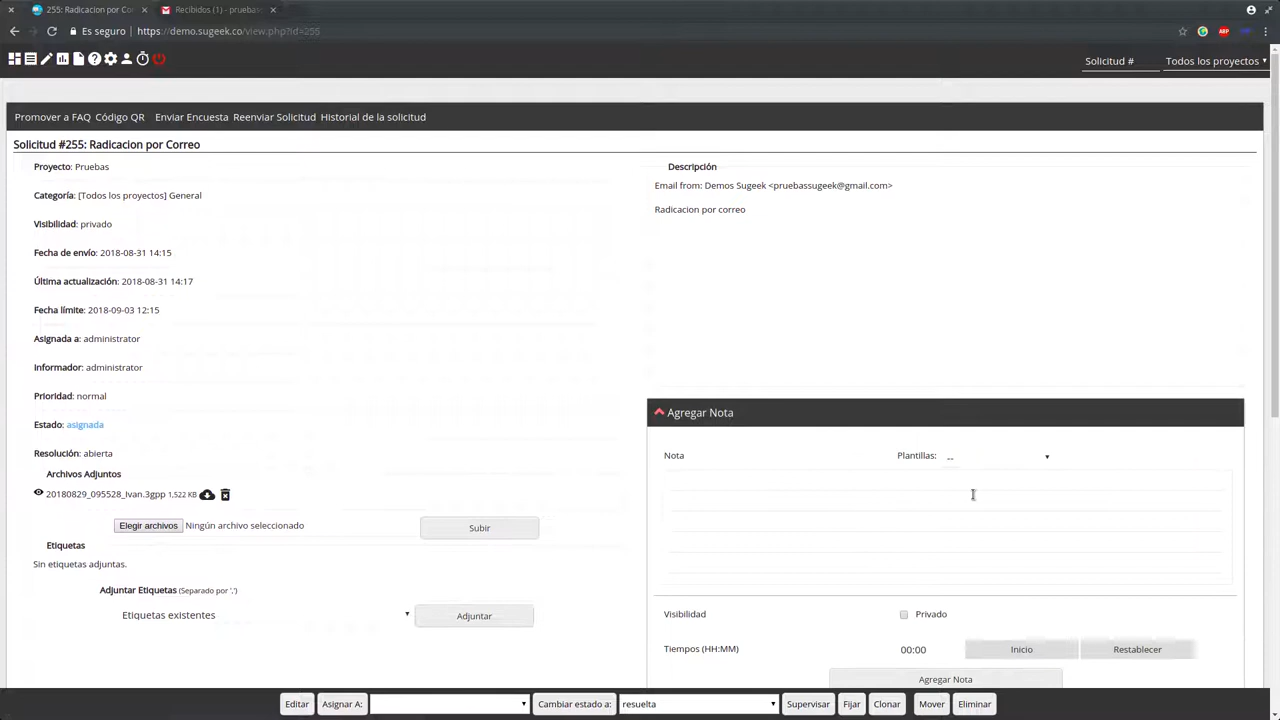 255: Radicacion por Co
Recibidos (1) - pruebas
Es seguro
https://demo.sugeek.co/view.php?id=255
ABP
Solicitud #
Todos los proyectos
Promover a FAQ Código QR Enviar Encuesta Reenviar Solicitud Historial de la solicitud
Solicitud #255: Radicacion por Correo
Proyecto: Pruebas
Categoría: [Todos los proyectos] General
Visibilidad: privado
Fecha de envío: 2018-08-31 14:15
Última actualización: 2018-08-31 14:17
Fecha límite: 2018-09-03 12:15
Asignada a: administrator
Informador: administrator
Prioridad: normal
Estado: asignada
Resolución: abierta
Archivos Adjuntos
20180829_095528_Ivan.3gpp 1,522 KB
Elegir archivos Ningún archivo seleccionado
Subir
Etiquetas
Sin etiquetas adjuntas.
Adjuntar Etiquetas (Separado por ',')
Etiquetas existentes
Adjuntar
Descripción
Email from: Demos Sugeek <pruebassugeek@gmail.com>
Radicacion por correo
Agregar Nota
Nota
Plantillas: --
Visibilidad
Privado
Tiempos (HH:MM)
00:00
Inicio
Restablecer
Agregar Nota
Editar
Asignar A:
Cambiar estado a:
resuelta
Supervisar
Fijar
Clonar
Mover
Eliminar